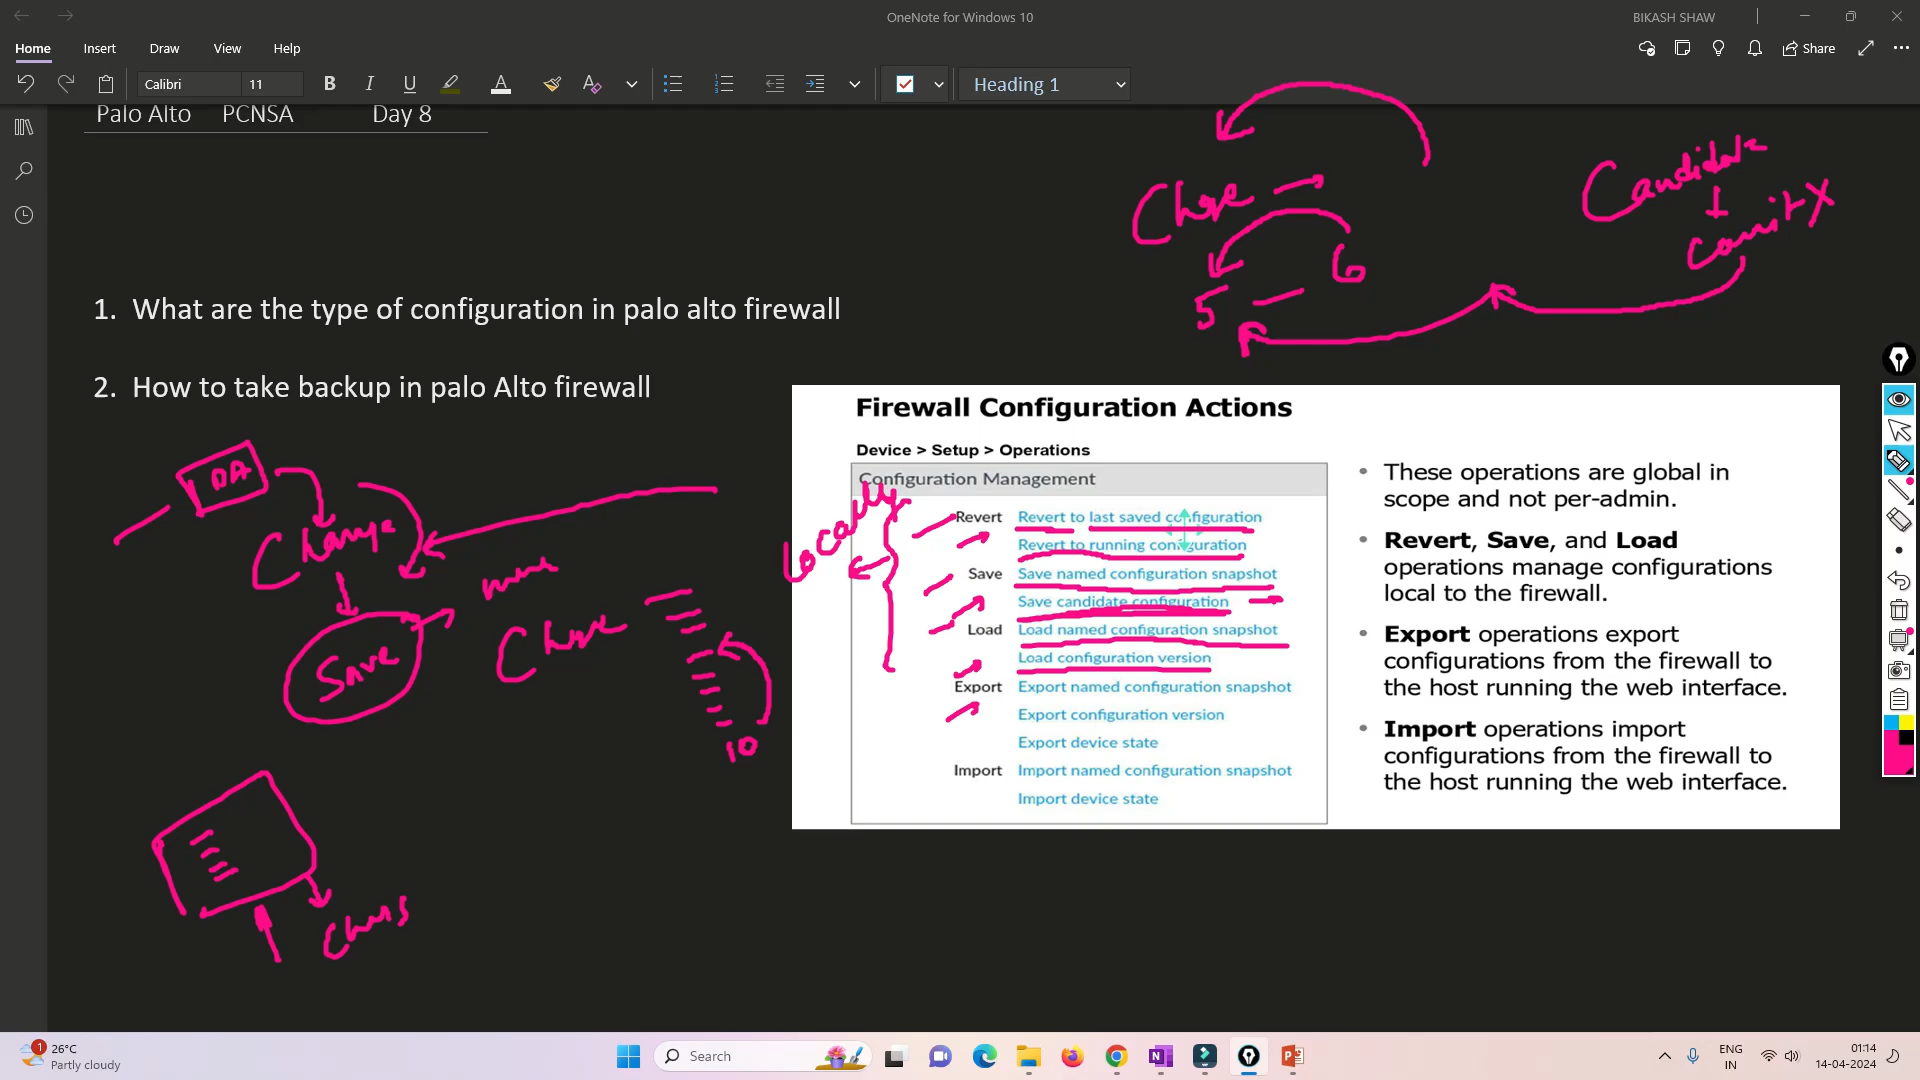 OneNote for Windows 10
BIKASH SHAW
Home Insert Draw View Help
Share
Calibri 11
B I U A
Heading 1
Palo Alto PCNSA Day 8
Candidate
Commit X
6
5
1. What are the type of configuration in palo alto firewall
2. How to take backup in palo Alto firewall
PA
Change
Save
10
Locally
Firewall Configuration Actions
Device > Setup > Operations
Configuration Management
Revert Revert to last saved configuration
Revert to running configuration
Save Save named configuration snapshot
Save candidate configuration
Load Load named configuration snapshot
Load configuration version
Export Export named configuration snapshot
Export configuration version
Export device state
Import Import named configuration snapshot
Import device state
• These operations are global in
scope and not per-admin.
• Revert, Save, and Load
operations manage configurations
local to the firewall.
• Export operations export
configurations from the firewall to
the host running the web interface.
• Import operations import
configurations from the firewall to
the host running the web interface.
1
26°C
Partly cloudy
Search
ENG
IN
01:14
14-04-2024